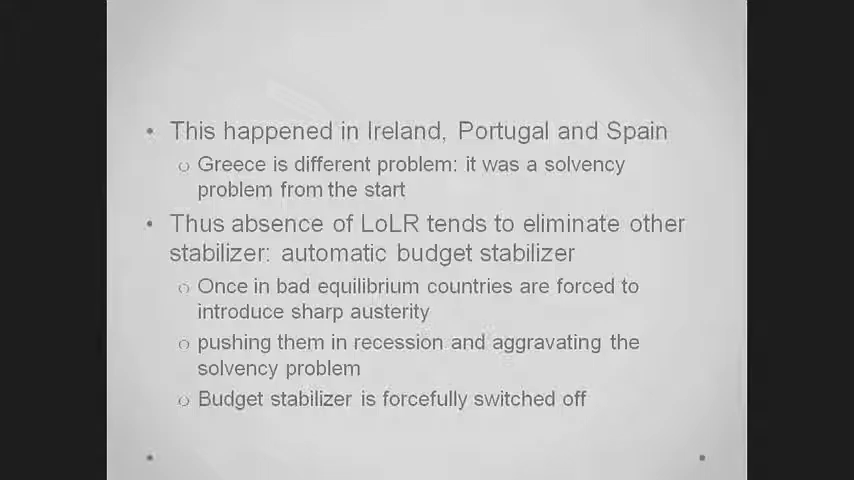 • This happened in Ireland, Portugal and Spain
○ Greece is different problem: it was a solvency
problem from the start
• Thus absence of LoLR tends to eliminate other
stabilizer: automatic budget stabilizer
○ Once in bad equilibrium countries are forced to
introduce sharp austerity
○ pushing them in recession and aggravating the
solvency problem
○ Budget stabilizer is forcefully switched off